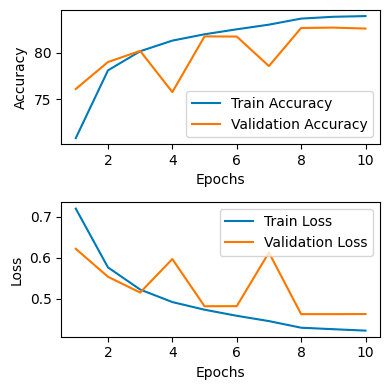 Accuracy
80
75
Train Accuracy
Validation Accuracy
2 4 6 8 10
Epochs
Loss
0.7
0.6
0.5
Train Loss
Validation Loss
2 4 6 8 10
Epochs